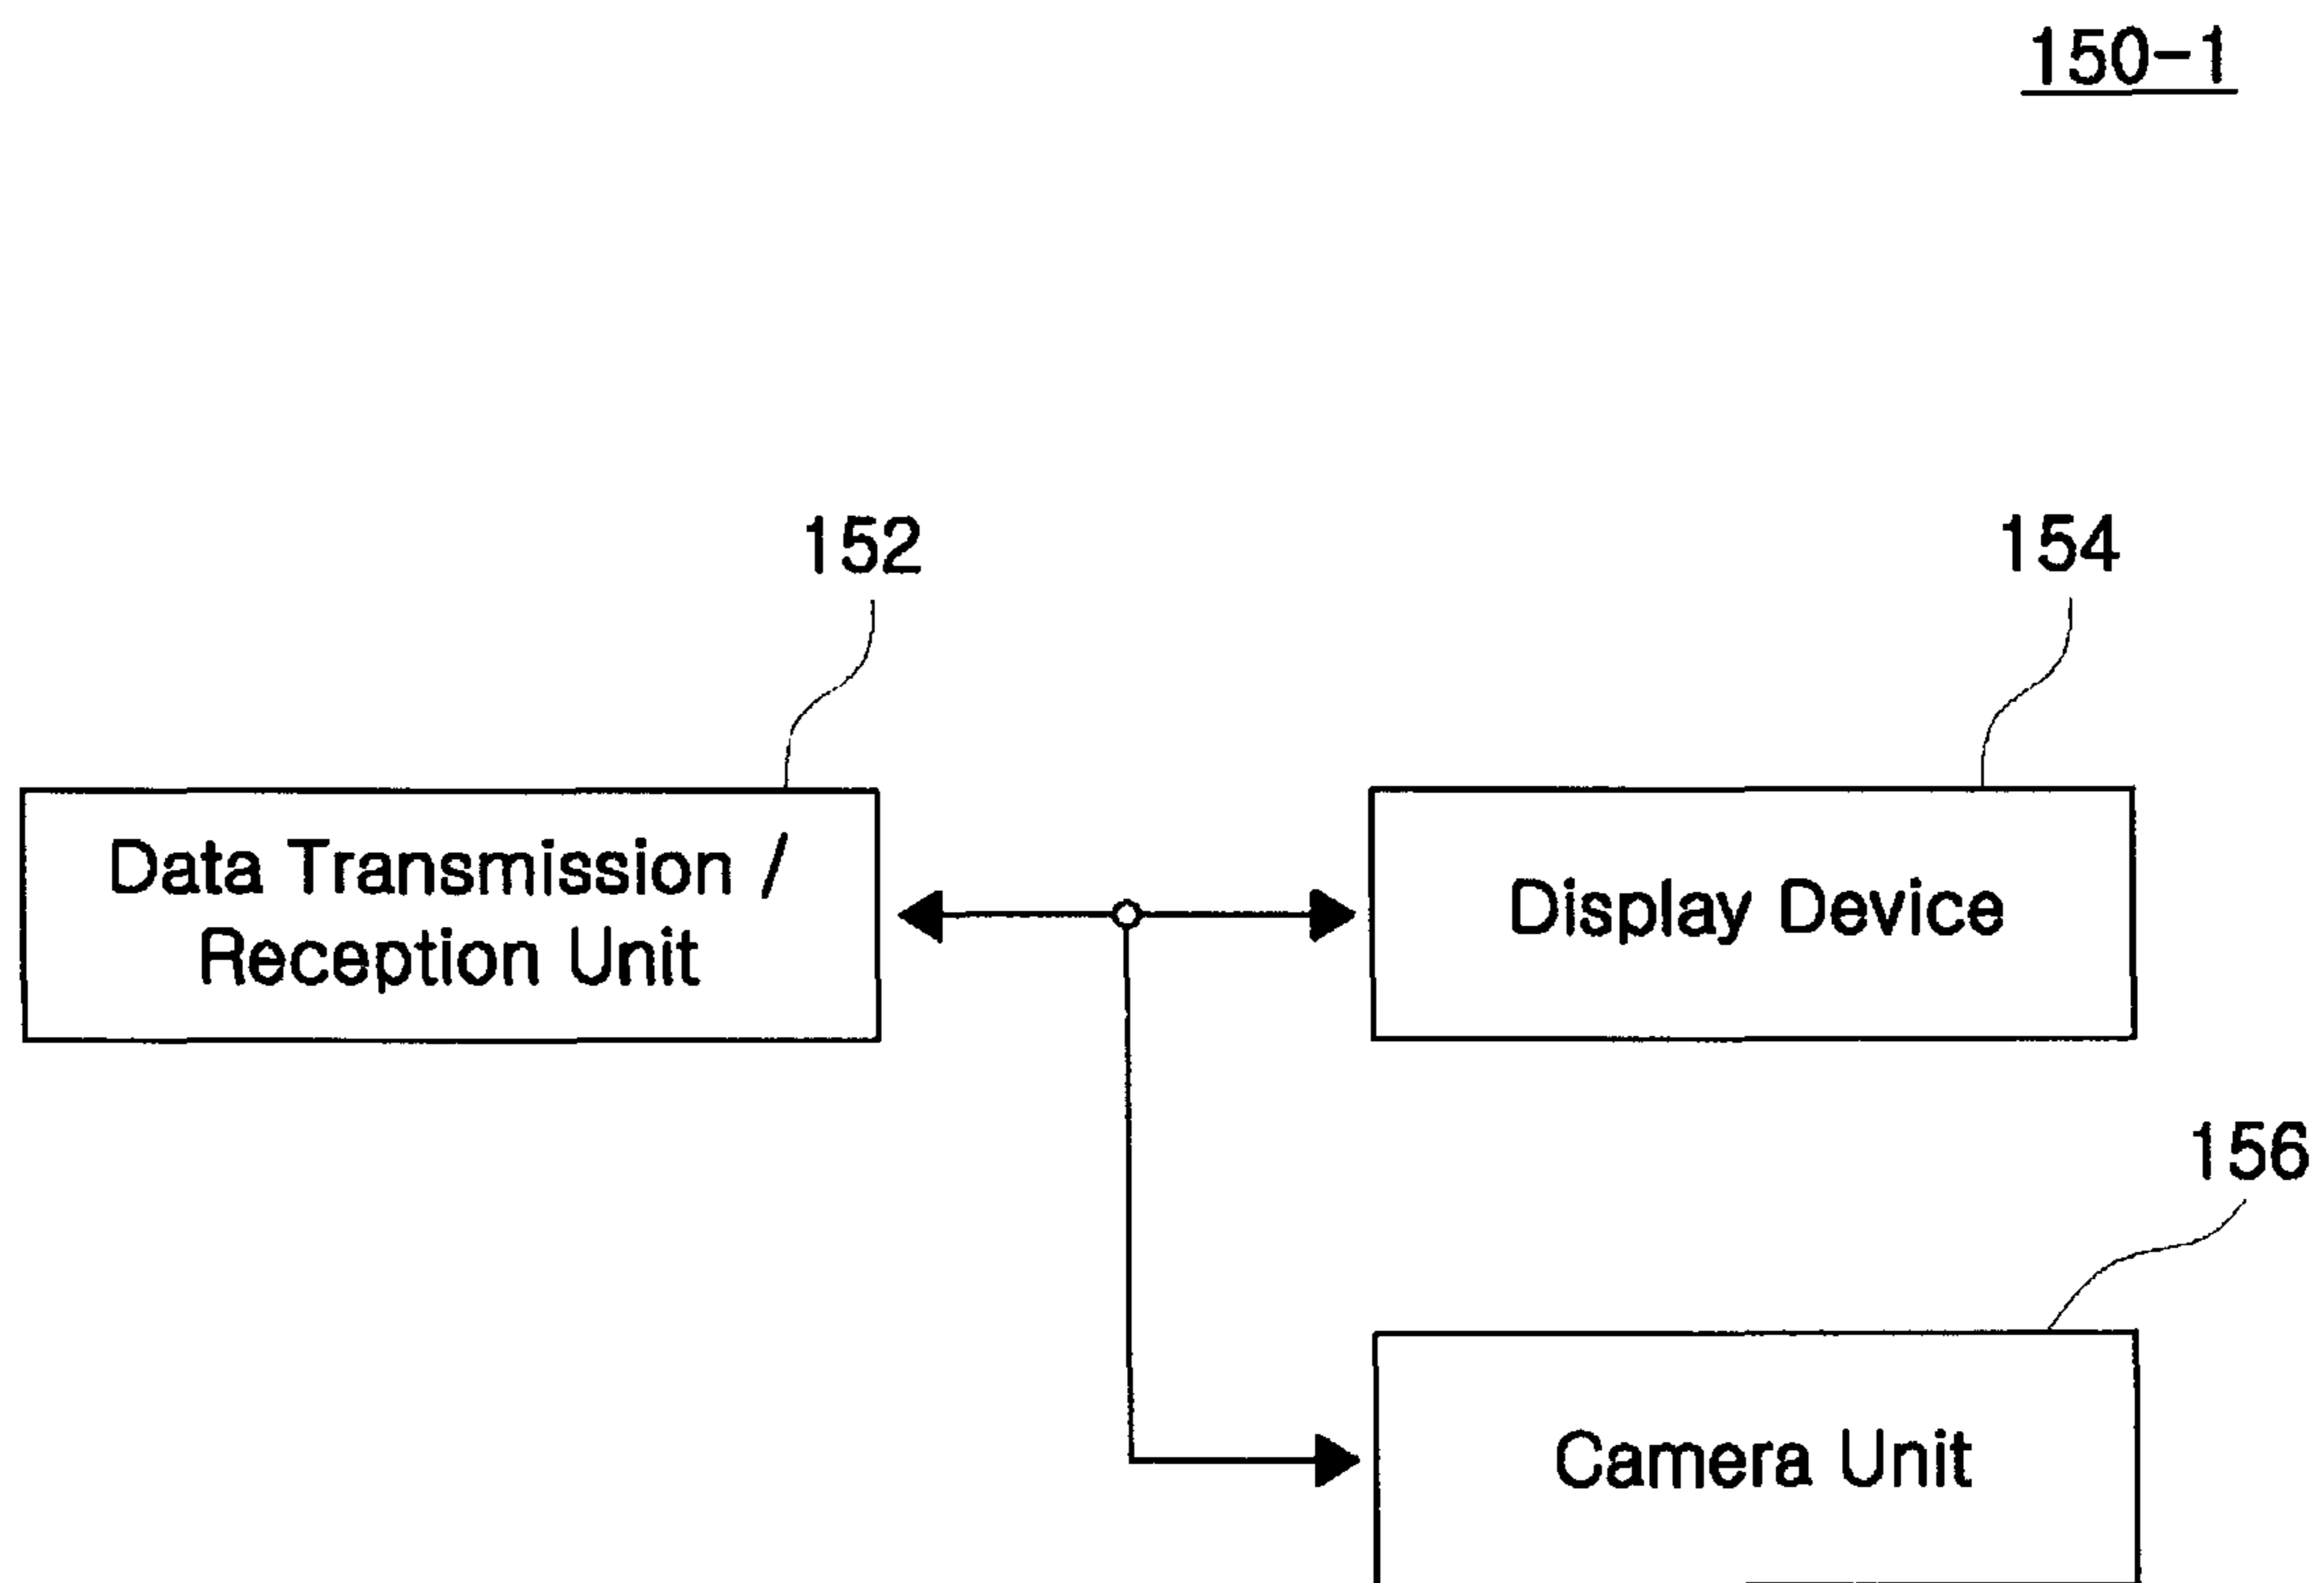 150-1
152
154
Data Transmission /
Reception Unit
Display Device
156
Camera Unit